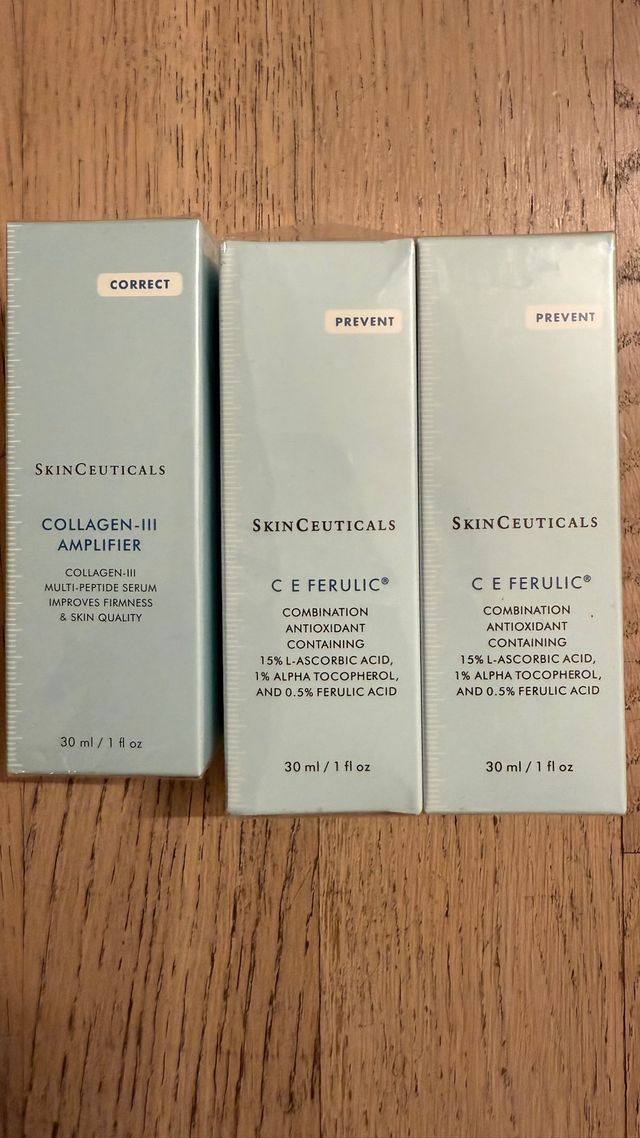 CORRECT
SKINCEUTICALS
COLLAGEN-III
AMPLIFIER
COLLAGEN-III
MULTI-PEPTIDE SERUM
IMPROVES FIRMNESS
& SKIN QUALITY
30 ml / 1 fl oz
PREVENT
SKINCEUTICALS
C E FERULIC®
COMBINATION
ANTIOXIDANT
CONTAINING
15% L-ASCORBIC ACID,
1% ALPHA TOCOPHEROL,
AND 0.5% FERULIC ACID
30 ml / 1 fl oz
PREVENT
SKINCEUTICALS
C E FERULIC®
COMBINATION
ANTIOXIDANT
CONTAINING
15% L-ASCORBIC ACID,
1% ALPHA TOCOPHEROL,
AND 0.5% FERULIC ACID
30 ml / 1 fl oz